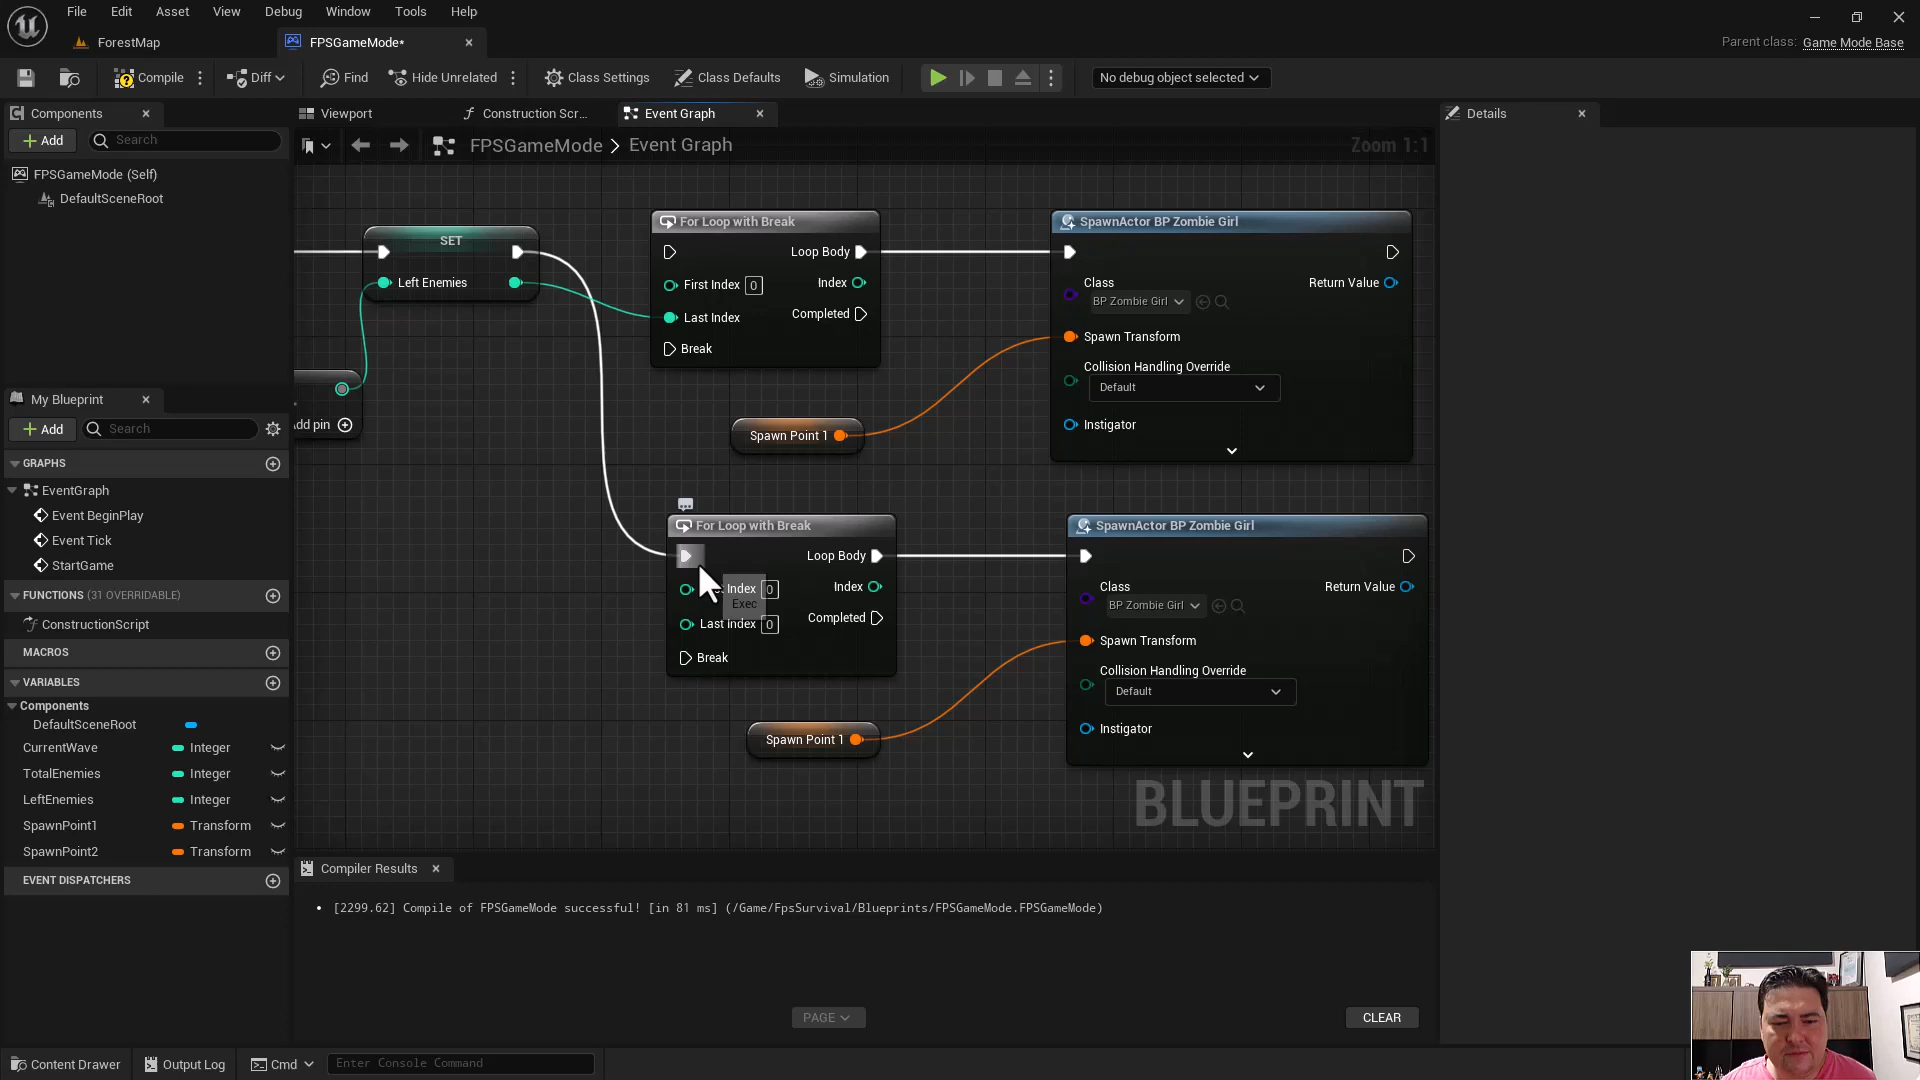 File Edit Asset View Debug Window Tools Help
ForestMap
FPSGameMode*
Parent class: Game Mode Base
Compile
Diff
Find
Hide Unrelated
Class Settings
Class Defaults
Simulation
No debug object selected
Components
Viewport
Construction Scr...
Event Graph
Details
Add
Search
FPSGameMode > Event Graph
Zoom 1:1
FPSGameMode (Self)
DefaultSceneRoot
SET
Left Enemies
dd pin
For Loop with Break
Loop Body
First Index 0
Index
Last Index
Completed
Break
SpawnActor BP Zombie Girl
Class
BP Zombie Girl
Return Value
Spawn Transform
Collision Handling Override
Default
Instigator
Spawn Point 1
For Loop with Break
Loop Body
Index 0
Exec
Index
Last Index 0
Completed
Break
SpawnActor BP Zombie Girl
Class
BP Zombie Girl
Return Value
Spawn Transform
Collision Handling Override
Default
Instigator
Spawn Point 1
BLUEPRINT
My Blueprint
Add
Search
GRAPHS
EventGraph
Event BeginPlay
Event Tick
StartGame
FUNCTIONS (31 OVERRIDABLE)
ConstructionScript
MACROS
VARIABLES
Components
DefaultSceneRoot
CurrentWave Integer
TotalEnemies Integer
LeftEnemies Integer
SpawnPoint1 Transform
SpawnPoint2 Transform
EVENT DISPATCHERS
Compiler Results
[2299.62] Compile of FPSGameMode successful! [in 81 ms] (/Game/FpsSurvival/Blueprints/FPSGameMode.FPSGameMode)
PAGE
CLEAR
Content Drawer
Output Log
Cmd
Enter Console Command